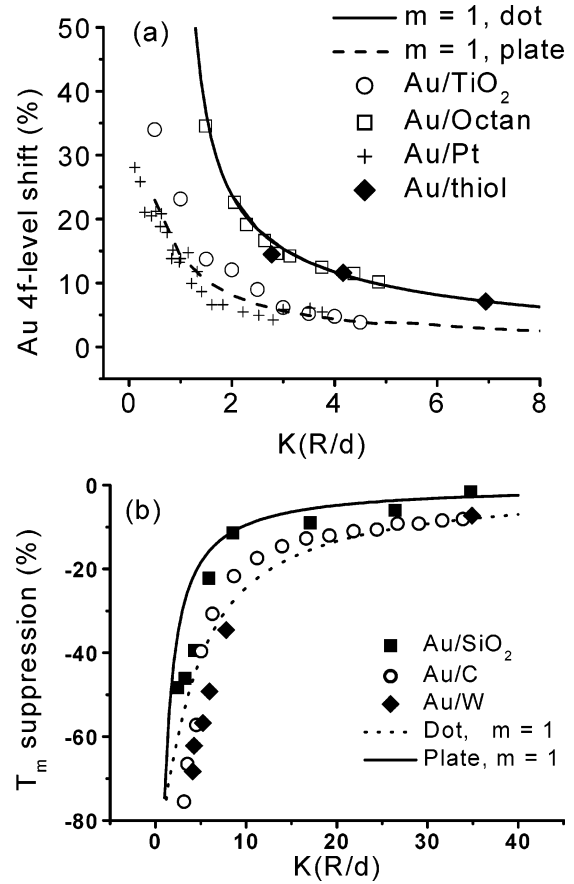 (a)
m = 1, dot
m = 1, plate
Au/TiO₂
Au/Octan
Au/Pt
Au/thiol
50
40
30
20
10
0
Au 4f-level shift (%)
0 2 4 6 8
K(R/d)
(b)
0
-20
-40
-60
-80
Tₘ suppression (%)
Au/SiO₂
Au/C
Au/W
Dot, m = 1
Plate, m = 1
0 10 20 30 40
K(R/d)